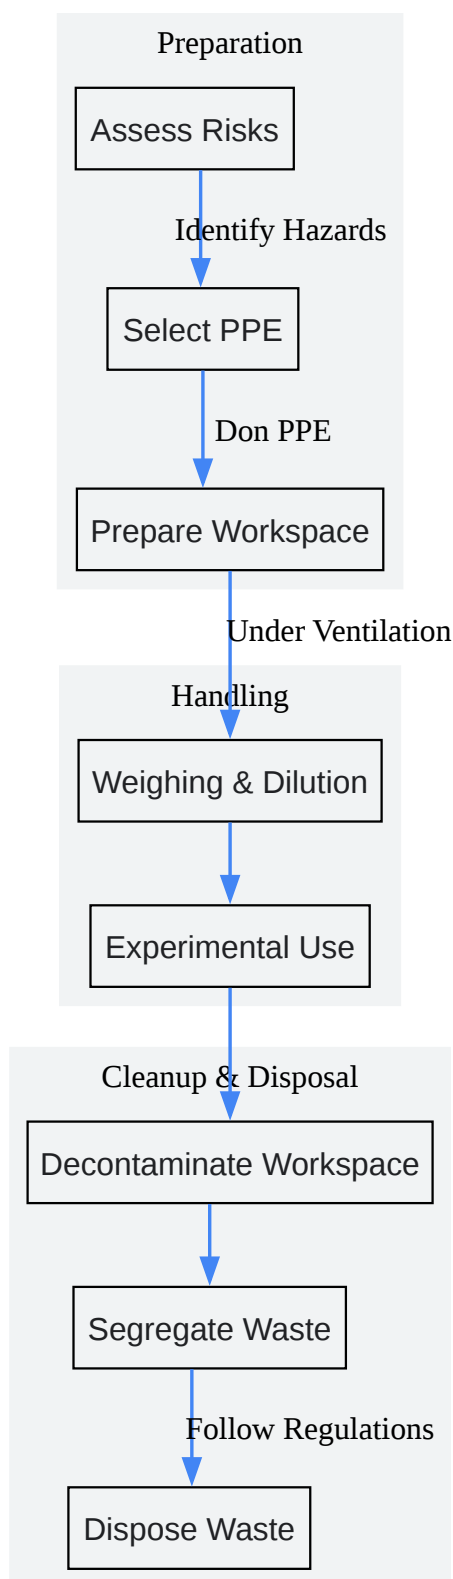 Preparation
Assess Risks
Identify Hazards
Select PPE
Don PPE
Prepare Workspace
Under Ventilation
Handling
Weighing & Dilution
Experimental Use
Cleanup & Disposal
Decontaminate Workspace
Segregate Waste
Follow Regulations
Dispose Waste